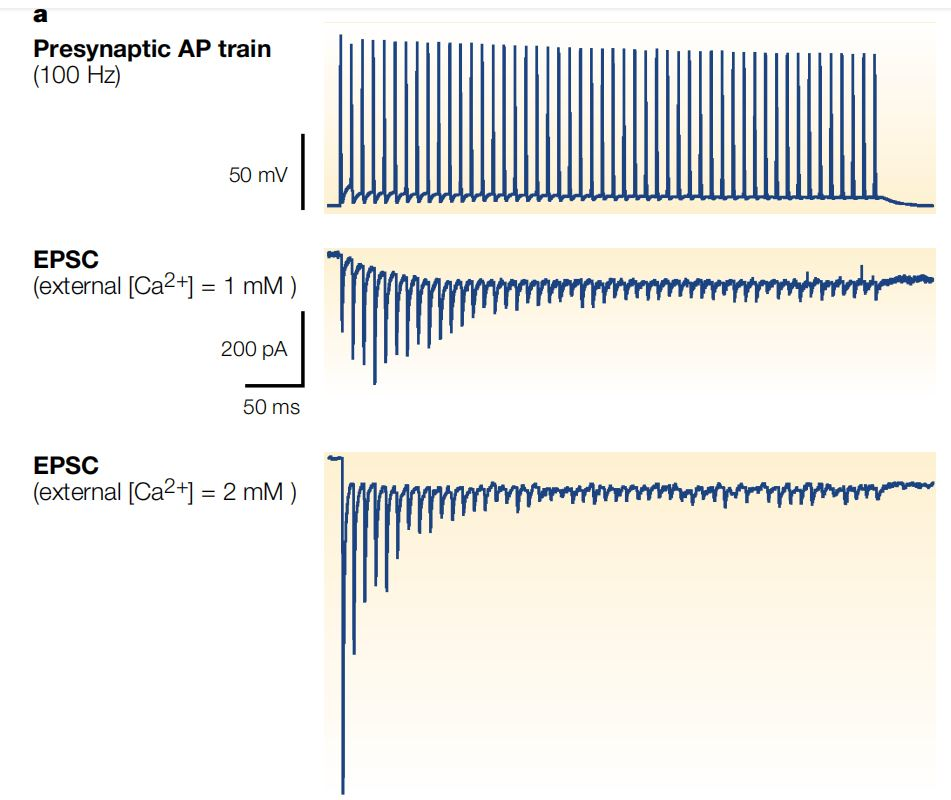 a
Presynaptic AP train
(100 Hz)
50 mV
EPSC
(external [Ca2+] = 1 mM )
200 pA
50 ms
EPSC
(external [Ca2+] = 2 mM )